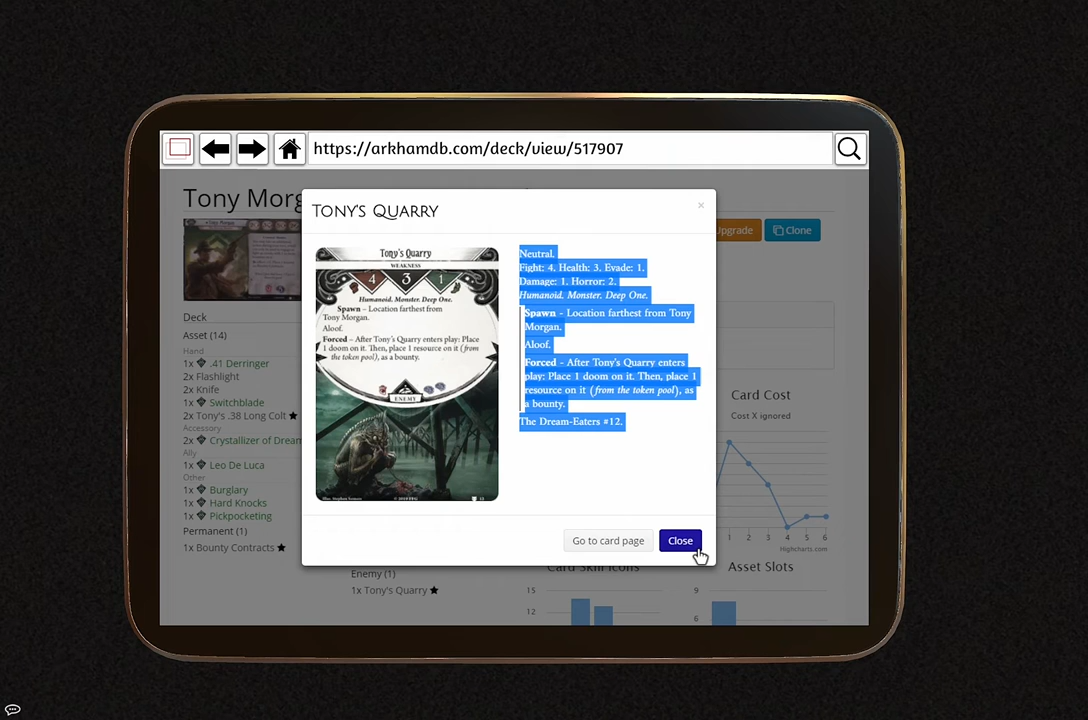 https://arkhamdb.com/deck/view/517907
Tony Morg
TONY'S QUARRY
×
Upgrade
Clone
Tony's Quarry
WEAKNESS
4 3 1
Humanoid. Monster. Deep One.
Spawn – Location farthest from
Tony Morgan.
Aloof.
Forced – After Tony's Quarry enters play: Place
1 doom on it. Then, place 1 resource on it (from
the token pool), as a bounty.
ENEMY
Neutral.
Fight: 4. Health: 3. Evade: 1.
Damage: 1. Horror: 2.
Humanoid. Monster. Deep One.
Spawn – Location farthest from Tony
Morgan.
Aloof.
Forced – After Tony's Quarry enters
play: Place 1 doom on it. Then, place 1
resource on it (from the token pool), as
a bounty.
The Dream-Eaters #12.
Go to card page
Close
Deck
Asset (14)
Hand
1x .41 Derringer
2x Flashlight
2x Knife
1x Switchblade
2x Tony's .38 Long Colt
Accessory
2x Crystallizer of Dream
Ally
1x Leo De Luca
Other
1x Burglary
1x Hard Knocks
1x Pickpocketing
Permanent (1)
1x Bounty Contracts
Enemy (1)
1x Tony's Quarry
Card Cost
Cost X ignored
1 2 3 4 5 6
Highcharts.com
Card Skill Icons
15
12
Asset Slots
9
6